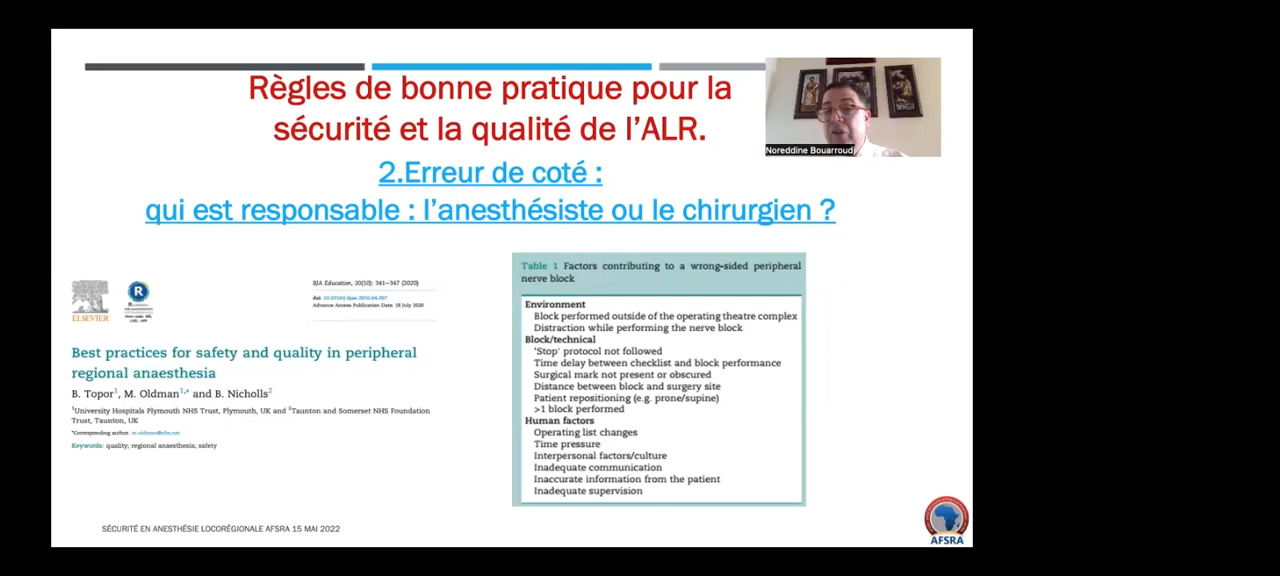 Règles de bonne pratique pour la
sécurité et la qualité de l'ALR.
Noreddine Bouarroudj
2.Erreur de coté :
qui est responsable : l'anesthésiste ou le chirurgien ?
ELSEVIER
BJA Education, 20(10): 341–347 (2020)
Advance Access Publication Date: 18 July 2020
Best practices for safety and quality in peripheral
regional anaesthesia
B. Topor1, M. Oldman1,* and B. Nicholls2
1University Hospitals Plymouth NHS Trust, Plymouth, UK and 2Taunton and Somerset NHS Foundation
Trust, Taunton, UK
*Corresponding author: m.oldman@nhs.net
Keywords: quality; regional anaesthesia; safety
Table 1 Factors contributing to a wrong-sided peripheral
nerve block
Environment
Block performed outside of the operating theatre complex
Distraction while performing the nerve block
Block/technical
'Stop' protocol not followed
Time delay between checklist and block performance
Surgical mark not present or obscured
Distance between block and surgery site
Patient repositioning (e.g. prone/supine)
>1 block performed
Human factors
Operating list changes
Time pressure
Interpersonal factors/culture
Inadequate communication
Inaccurate information from the patient
Inadequate supervision
SÉCURITÉ EN ANESTHÉSIE LOCORÉGIONALE AFSRA 15 MAI 2022
AFSRA